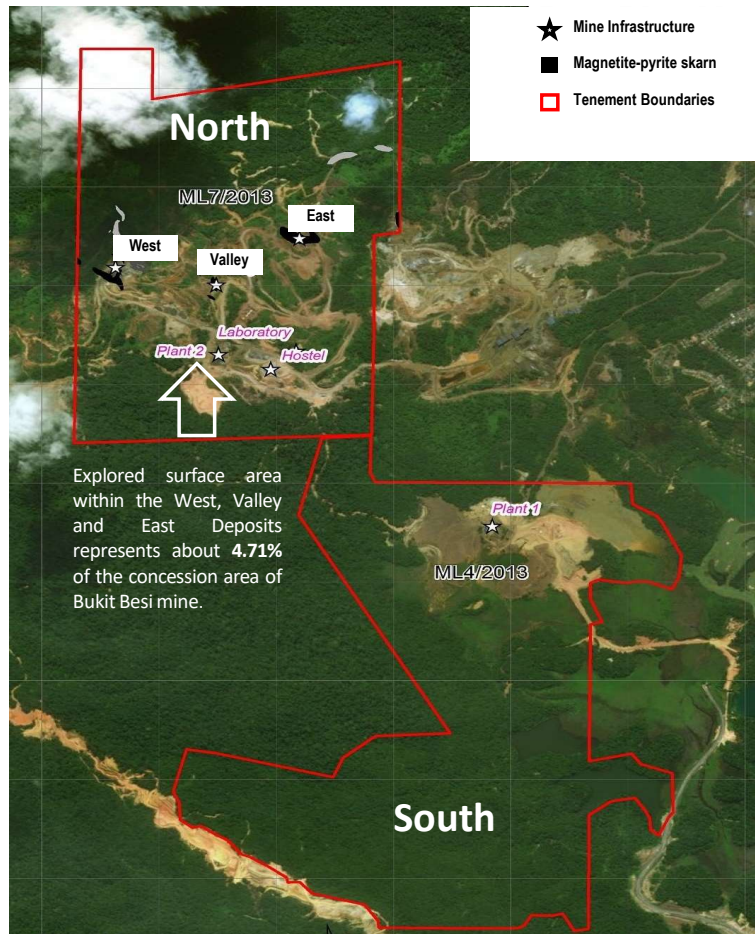 Mine Infrastructure
Magnetite-pyrite skarn
Tenement Boundaries
North
ML7/2013
East
West
Valley
Laboratory
Plant 2
Hostel
Explored surface area
within the West, Valley
and East Deposits
represents about 4.71%
of the concession area of
Bukit Besi mine.
Plant 1
ML4/2013
South